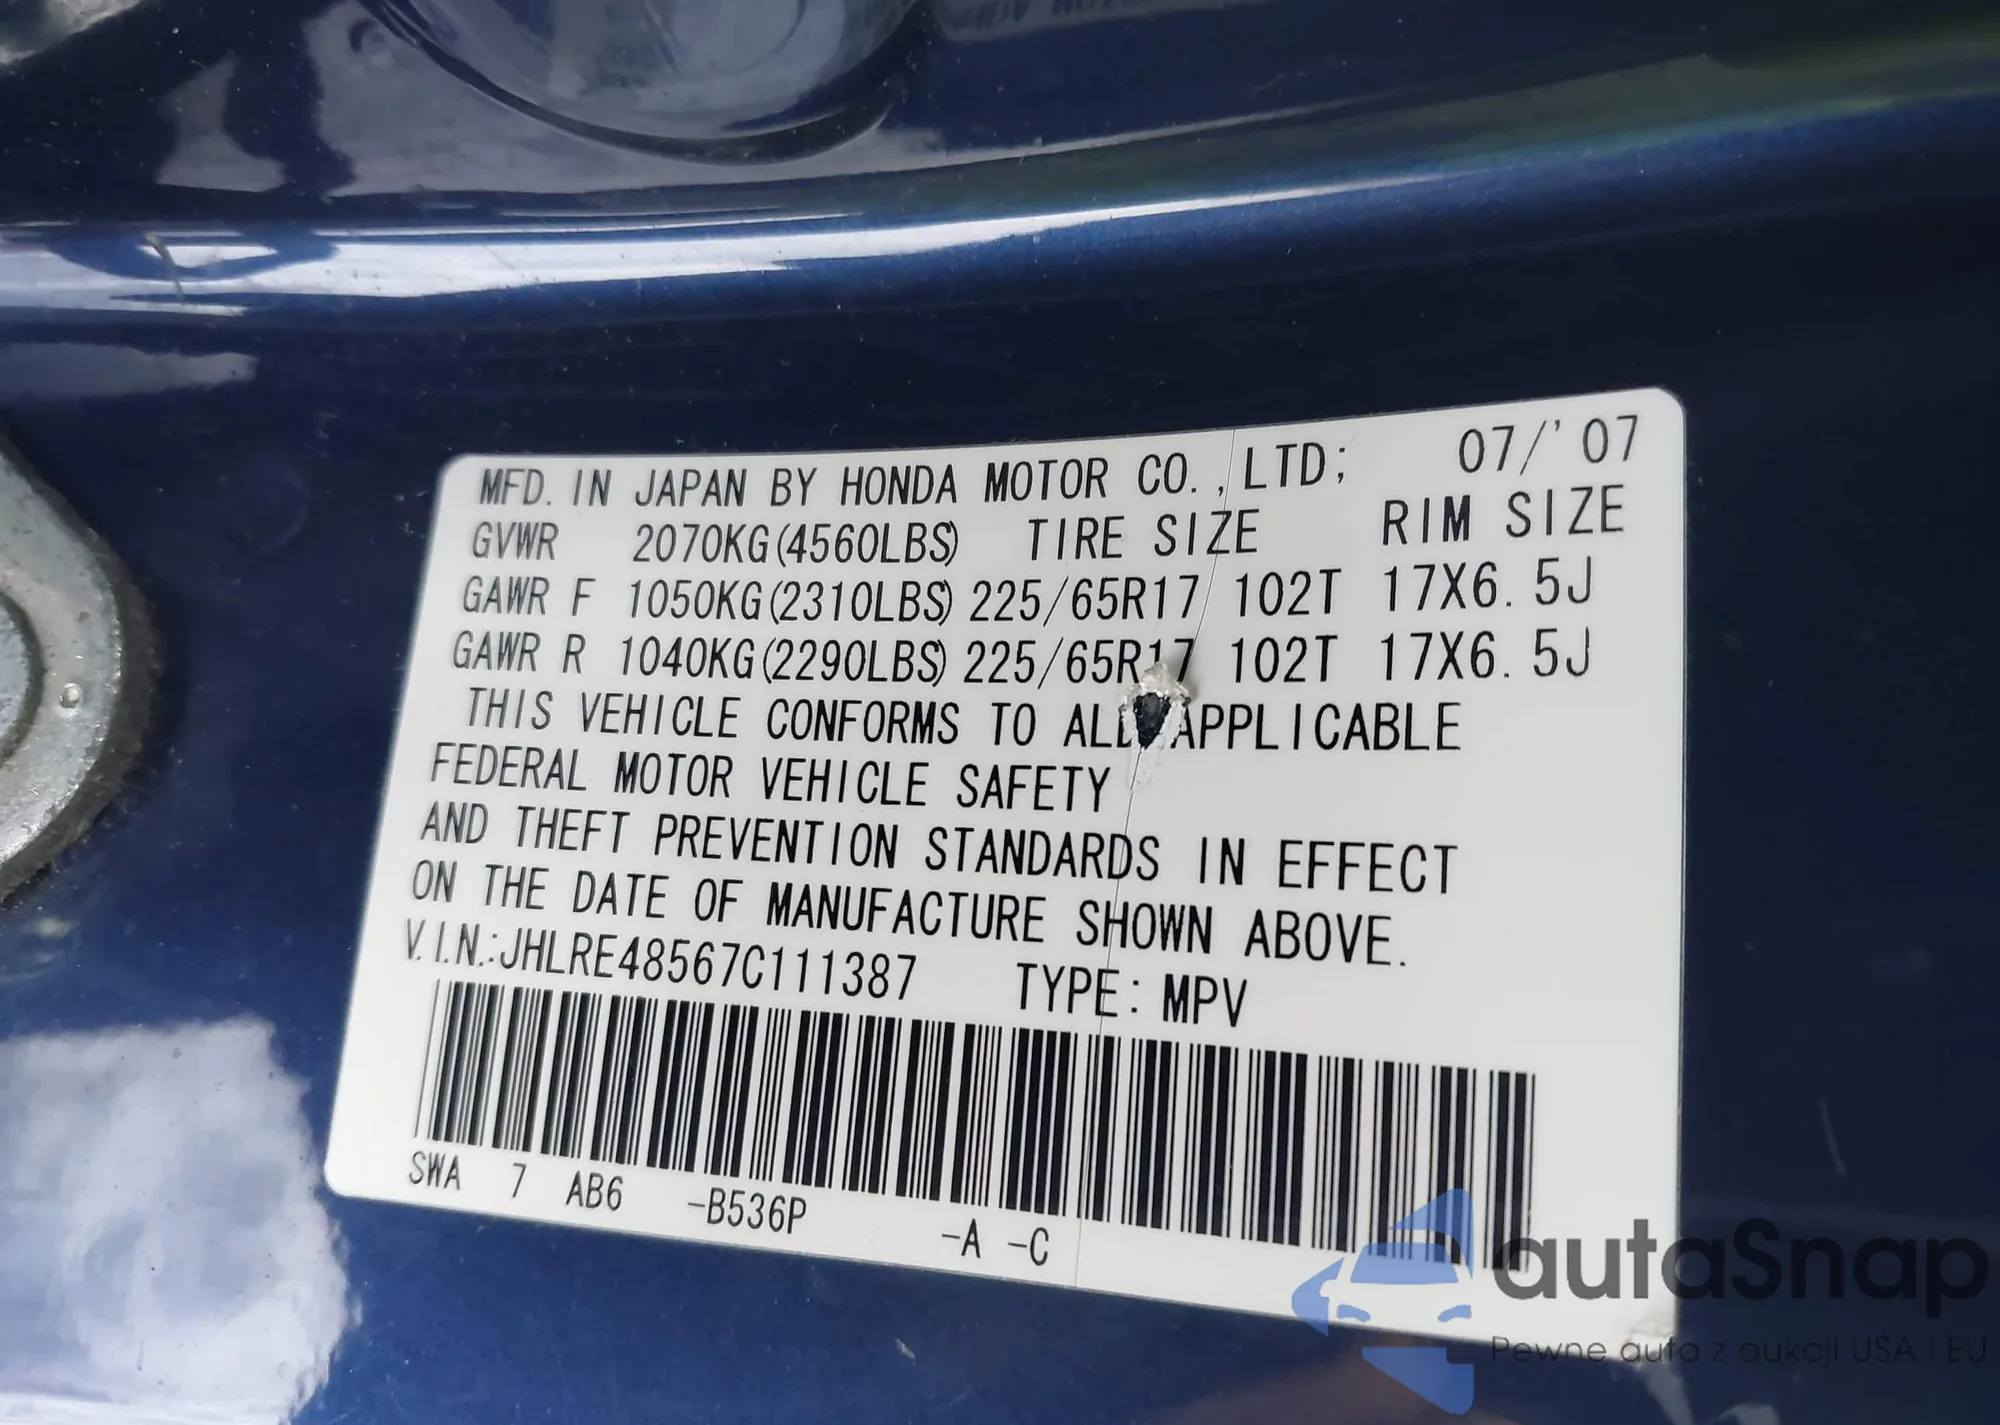 MFD. IN JAPAN BY HONDA MOTOR CO., LTD; 07/'07
GVWR 2070KG(4560LBS) TIRE SIZE RIM SIZE
GAWR F 1050KG(2310LBS) 225/65R17 102T 17X6.5J
GAWR R 1040KG(2290LBS) 225/65R17 102T 17X6.5J
THIS VEHICLE CONFORMS TO ALL APPLICABLE
FEDERAL MOTOR VEHICLE SAFETY
AND THEFT PREVENTION STANDARDS IN EFFECT
ON THE DATE OF MANUFACTURE SHOWN ABOVE.
V.I.N.:JHLRE48567C111387 TYPE: MPV
SWA 7 AB6 -B536P -A -C
autaSnap
Pewne auta z aukcji USA i EU